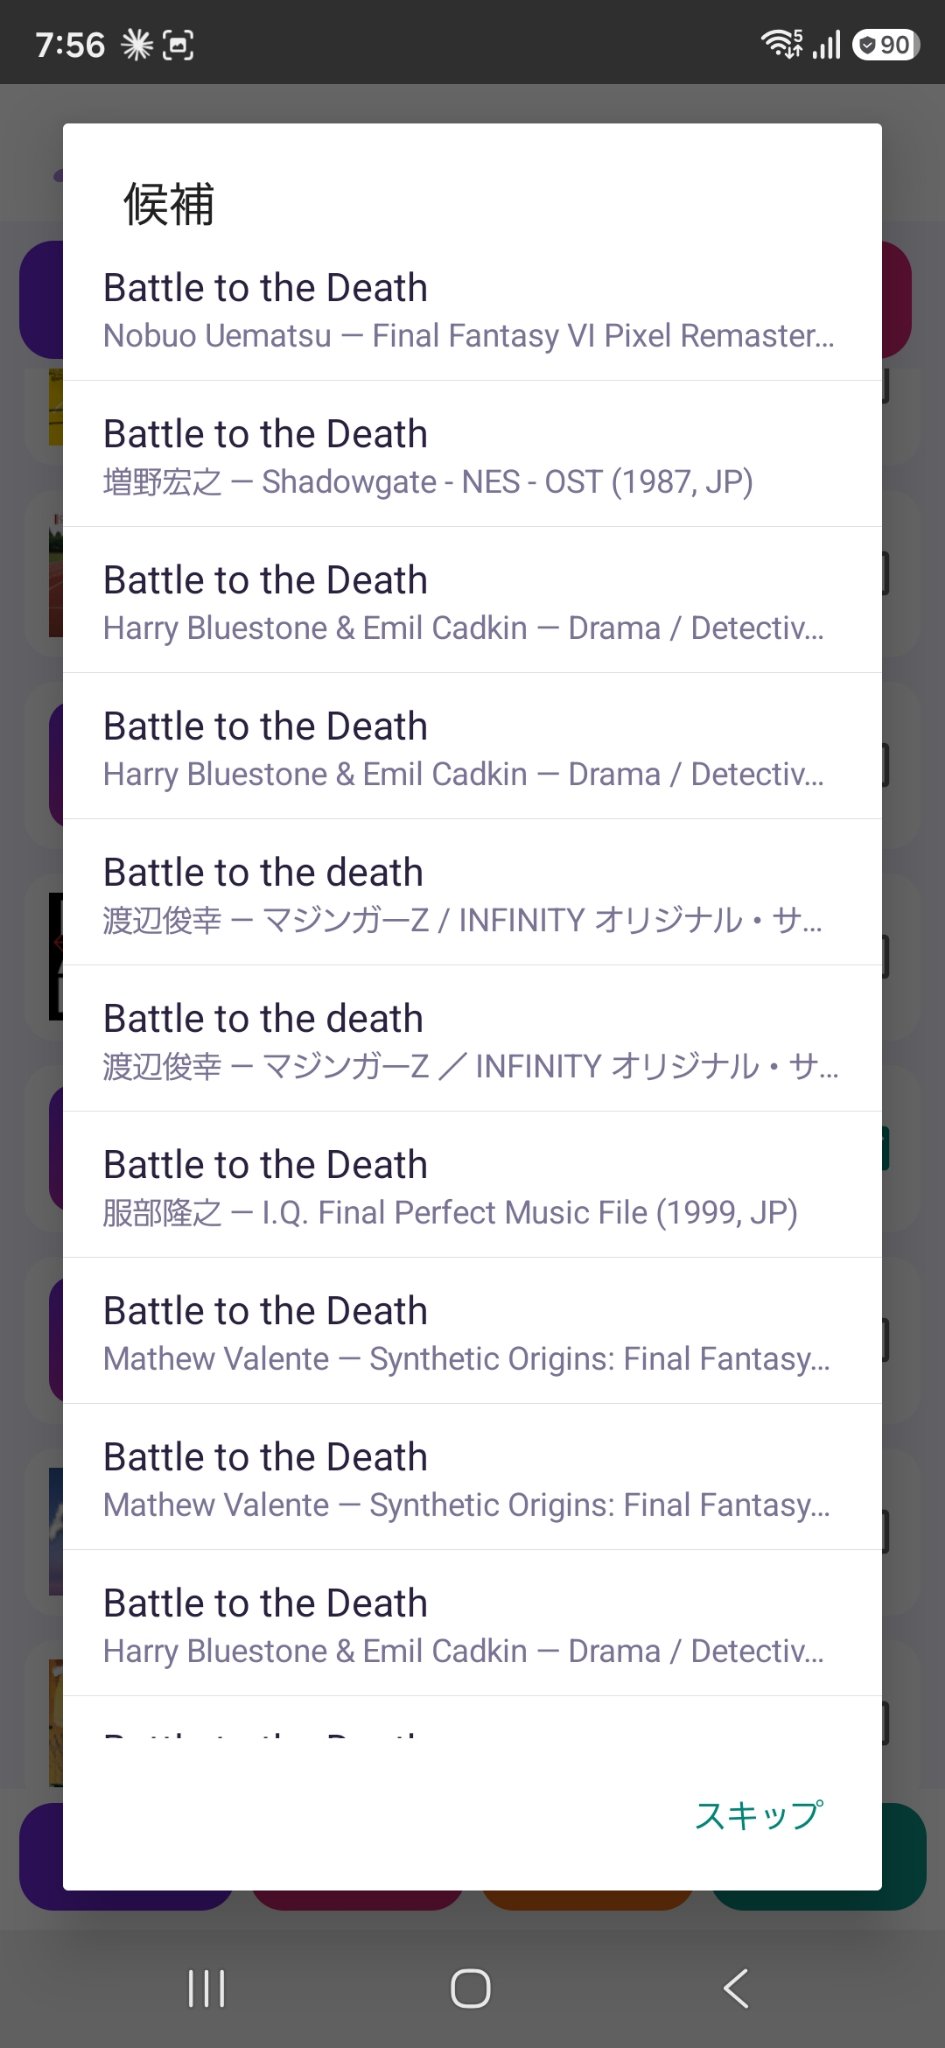 7:56
5
90
候補
Battle to the Death
Nobuo Uematsu — Final Fantasy VI Pixel Remaster...
Battle to the Death
増野宏之 — Shadowgate - NES - OST (1987, JP)
Battle to the Death
Harry Bluestone & Emil Cadkin — Drama / Detectiv...
Battle to the Death
Harry Bluestone & Emil Cadkin — Drama / Detectiv...
Battle to the death
渡辺俊幸 — マジンガーZ / INFINITY オリジナル・サ...
Battle to the death
渡辺俊幸 — マジンガーZ ／ INFINITY オリジナル・サ...
Battle to the Death
服部隆之 — I.Q. Final Perfect Music File (1999, JP)
Battle to the Death
Mathew Valente — Synthetic Origins: Final Fantasy...
Battle to the Death
Mathew Valente — Synthetic Origins: Final Fantasy...
Battle to the Death
Harry Bluestone & Emil Cadkin — Drama / Detectiv...
Battle to the Death
スキップ